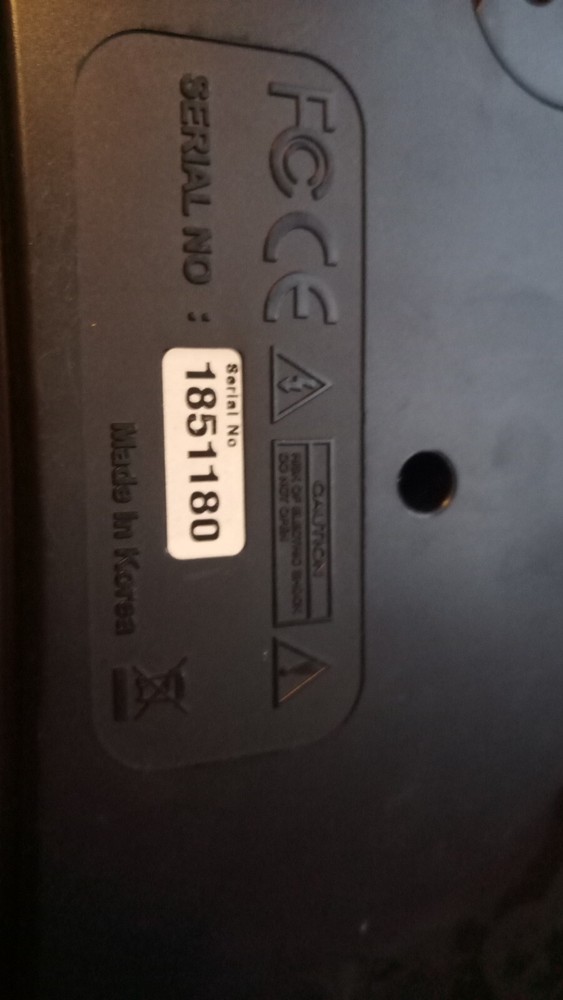 FC CE
CAUTION
RISK OF ELECTRIC SHOCK
DO NOT OPEN
SERIAL NO :
Serial No
1851180
Made In Korea